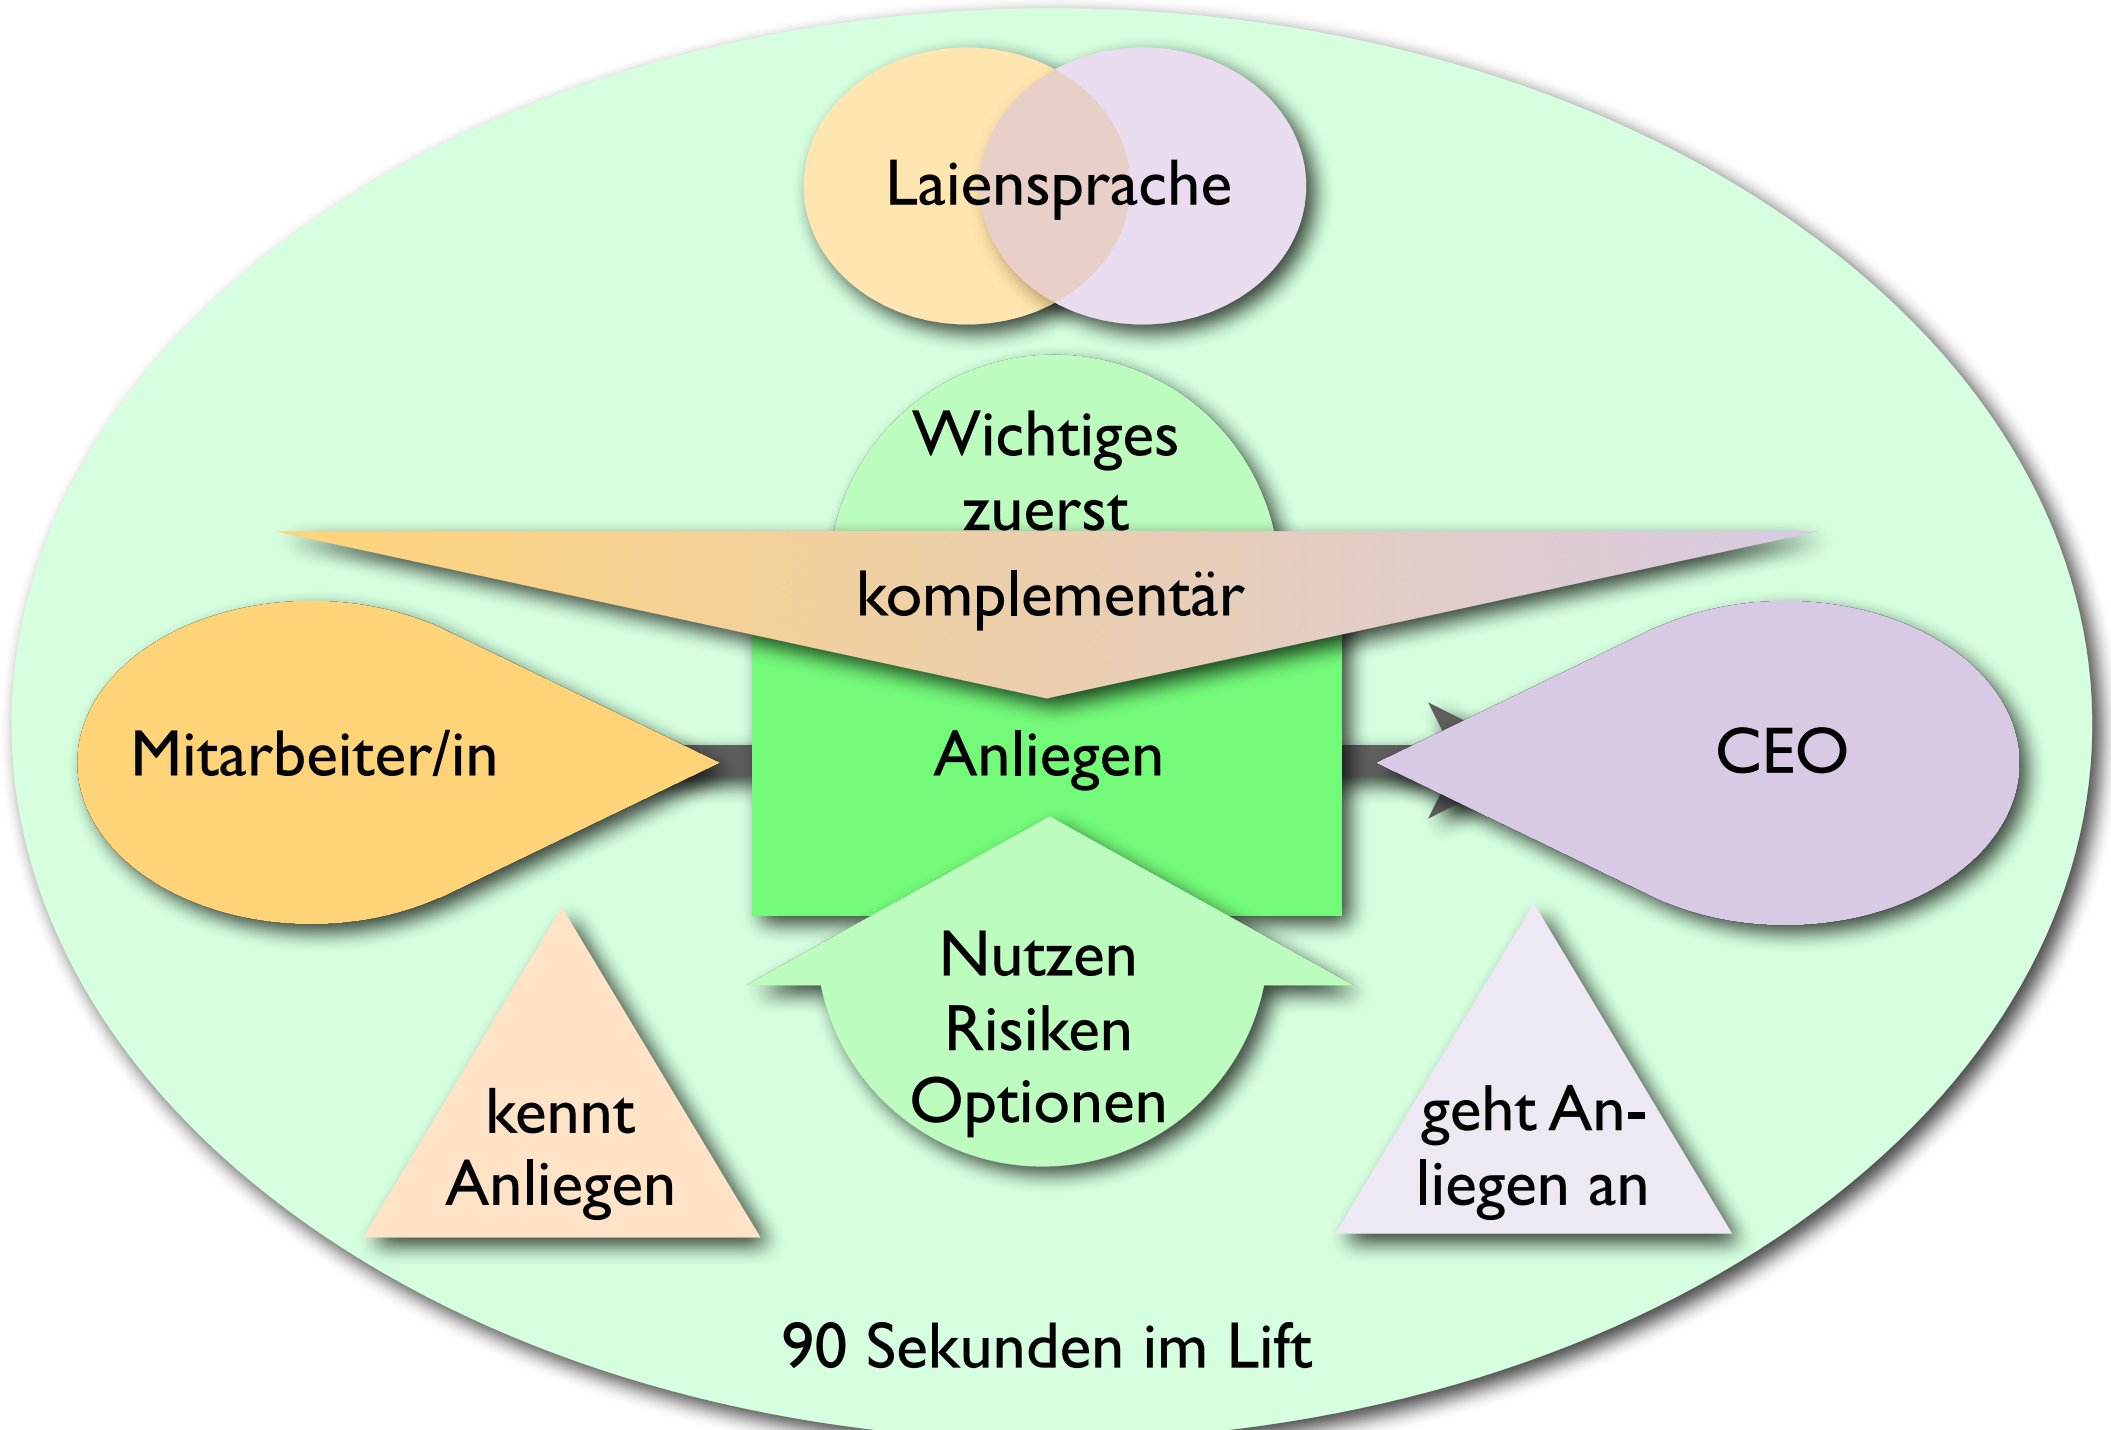 Laiensprache
Wichtiges
zuerst
komplementär
Mitarbeiter/in
Anliegen
CEO
Nutzen
Risiken
Optionen
kennt
Anliegen
geht An-
liegen an
90 Sekunden im Lift